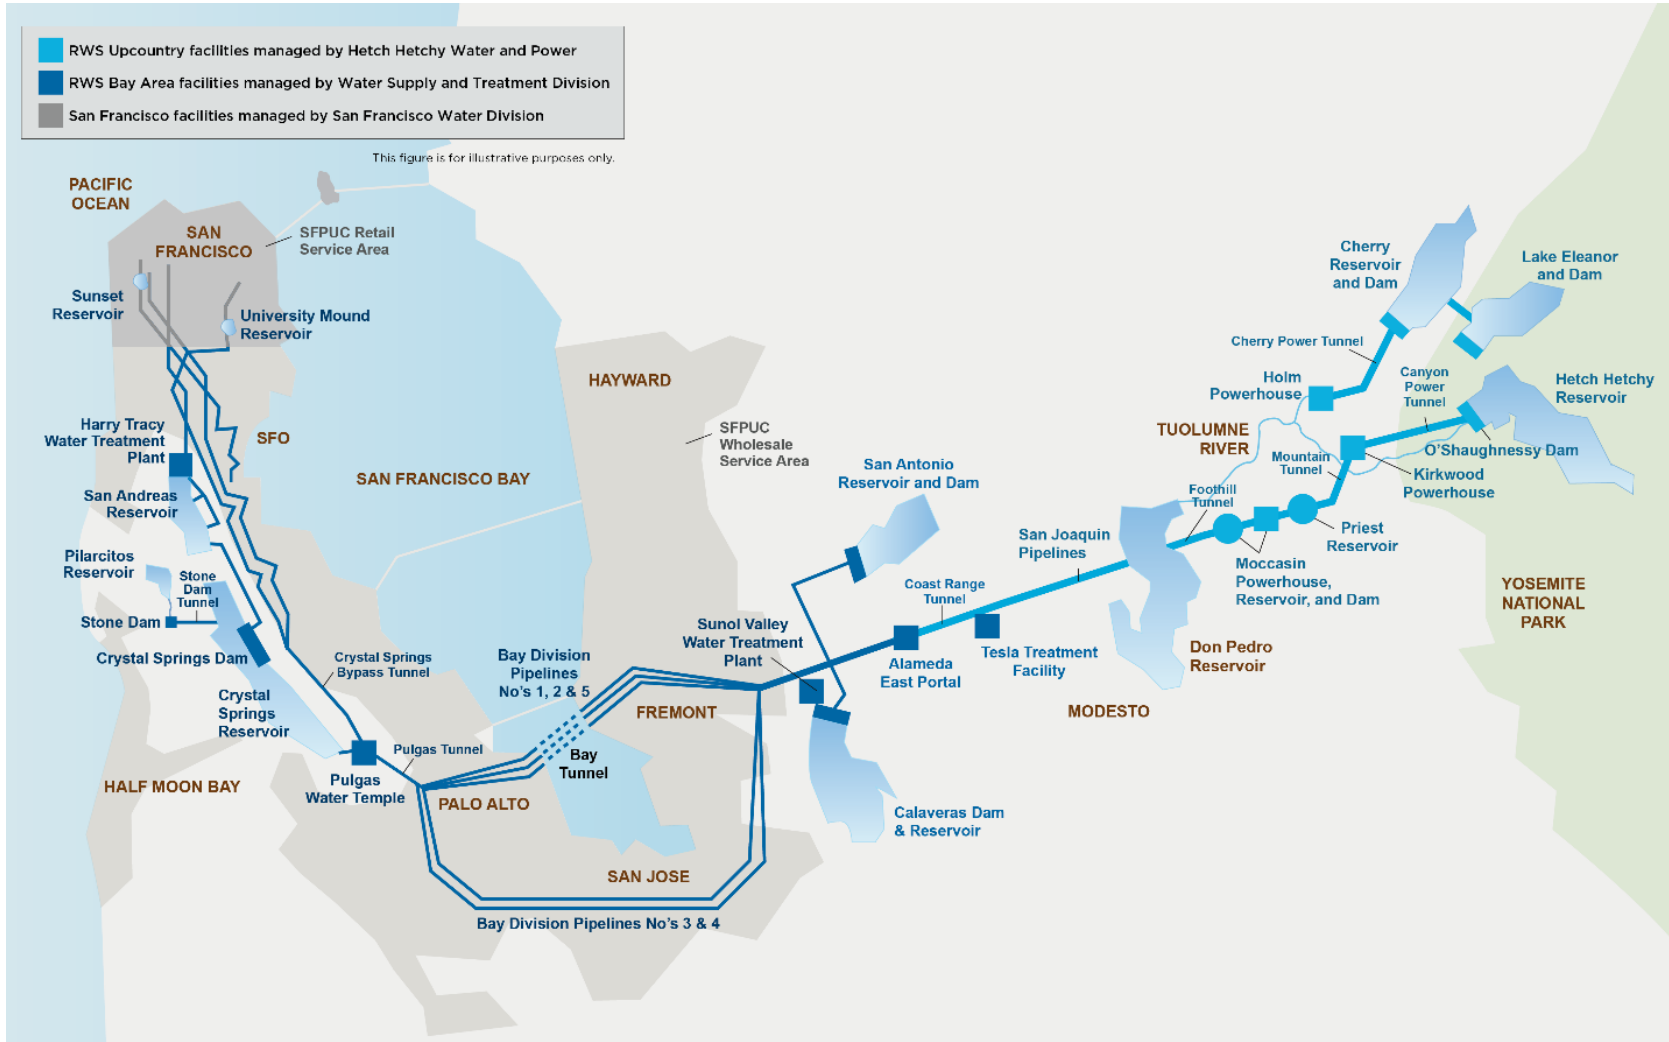 RWS Upcountry facilities managed by Hetch Hetchy Water and Power
RWS Bay Area facilities managed by Water Supply and Treatment Division
San Francisco facilities managed by San Francisco Water Division
This figure is for illustrative purposes only.
PACIFIC
OCEAN
SAN
FRANCISCO
SFPUC Retail
Service Area
Sunset
Reservoir
University Mound
Reservoir
Harry Tracy
Water Treatment
Plant
SFO
San Andreas
Reservoir
Pilarcitos
Reservoir
Stone
Dam
Tunnel
Stone Dam
Crystal Springs Dam
Crystal
Springs
Reservoir
Crystal Springs
Bypass Tunnel
HALF MOON BAY
Pulgas
Water Temple
Pulgas Tunnel
PALO ALTO
SAN FRANCISCO BAY
HAYWARD
SFPUC
Wholesale
Service Area
Bay Division
Pipelines
No's 1, 2 & 5
FREMONT
Bay
Tunnel
SAN JOSE
Bay Division Pipelines No's 3 & 4
San Antonio
Reservoir and Dam
Sunol Valley
Water Treatment
Plant
Calaveras Dam
& Reservoir
Alameda
East Portal
Coast Range
Tunnel
Tesla Treatment
Facility
San Joaquin
Pipelines
MODESTO
Don Pedro
Reservoir
Foothill
Tunnel
Moccasin
Powerhouse,
Reservoir, and Dam
Priest
Reservoir
Mountain
Tunnel
TUOLUMNE
RIVER
Holm
Powerhouse
Cherry Power Tunnel
Cherry
Reservoir
and Dam
Lake Eleanor
and Dam
Canyon
Power
Tunnel
Hetch Hetchy
Reservoir
O'Shaughnessy Dam
Kirkwood
Powerhouse
YOSEMITE
NATIONAL
PARK